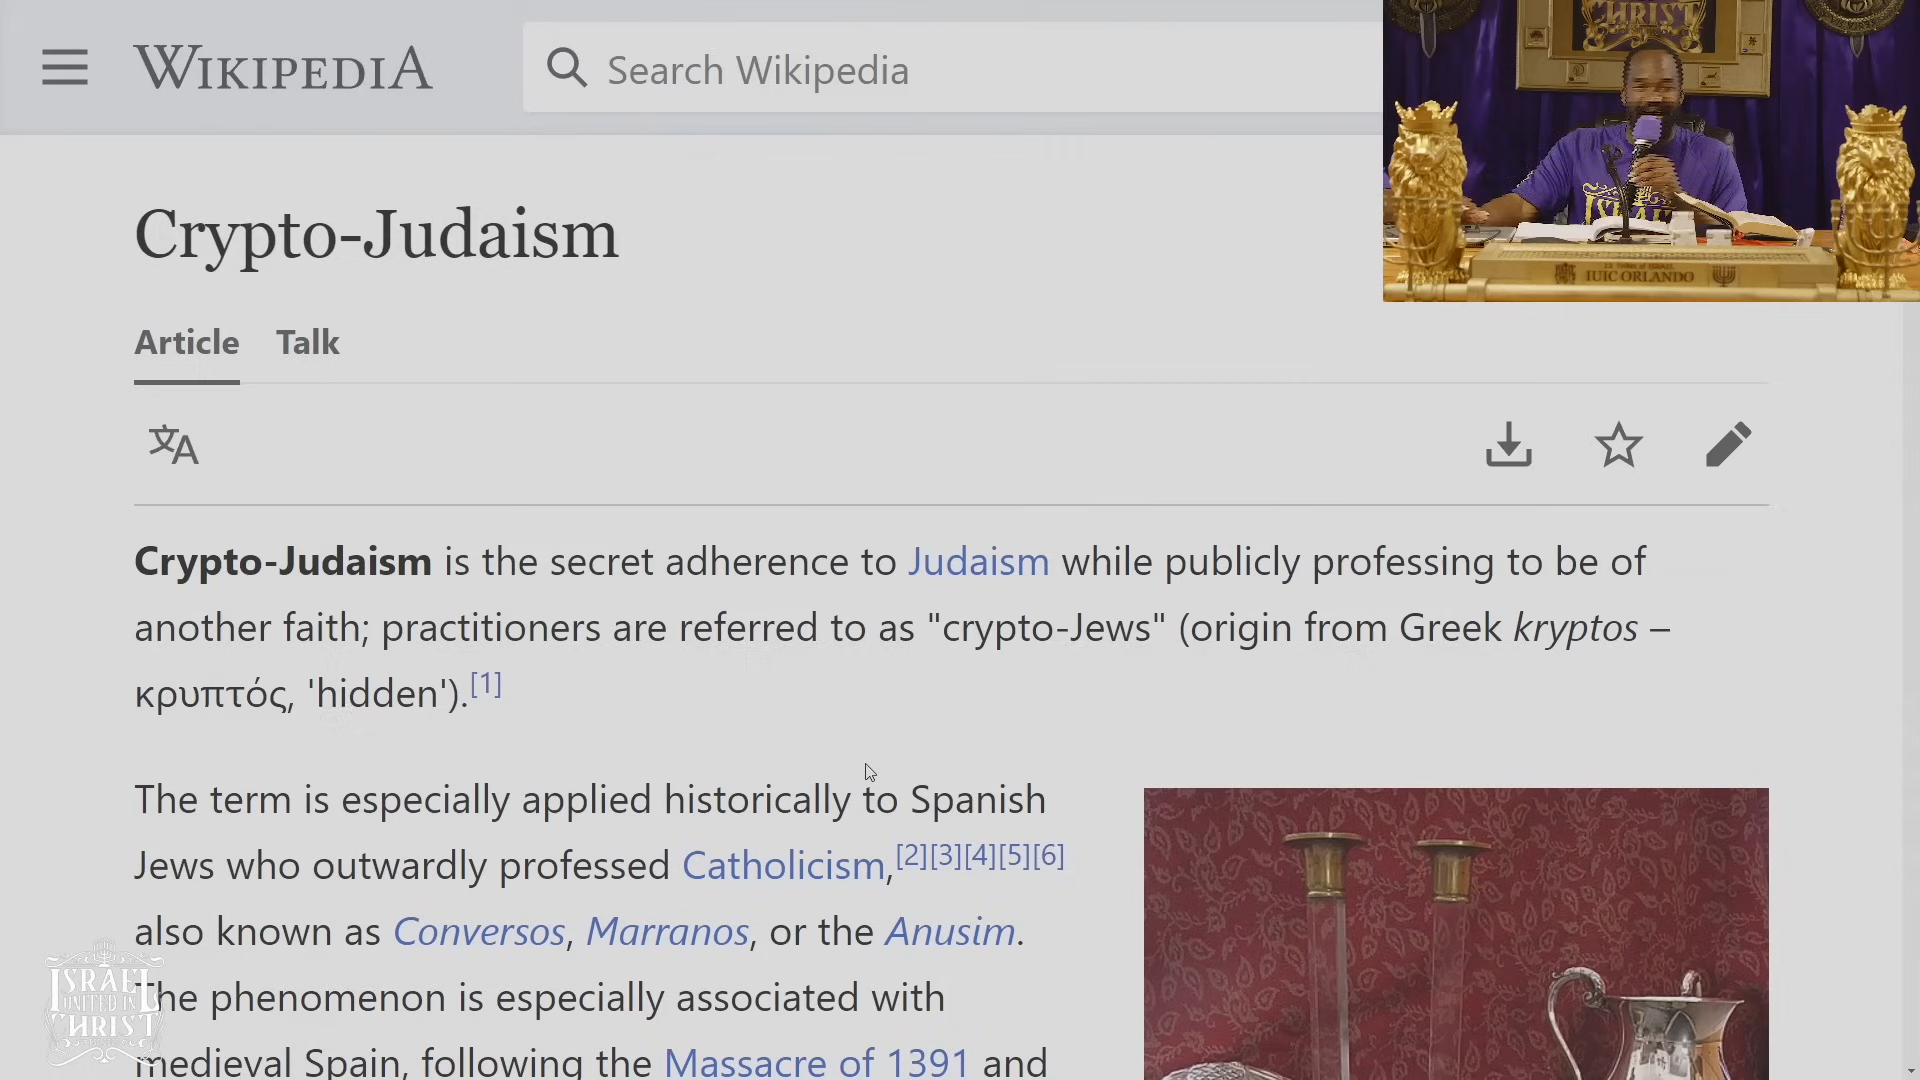 WIKIPEDIA
Search Wikipedia
CHRIST
Crypto-Judaism
ISRAEL
IUIC ORLANDO
Article Talk
Crypto-Judaism is the secret adherence to Judaism while publicly professing to be of
another faith; practitioners are referred to as "crypto-Jews" (origin from Greek kryptos –
κρυπτός, 'hidden').[1]
The term is especially applied historically to Spanish
Jews who outwardly professed Catholicism,[2][3][4][5][6]
also known as Conversos, Marranos, or the Anusim.
The phenomenon is especially associated with
medieval Spain, following the Massacre of 1391 and
ISRAEL
UNITED IN
CHRIST